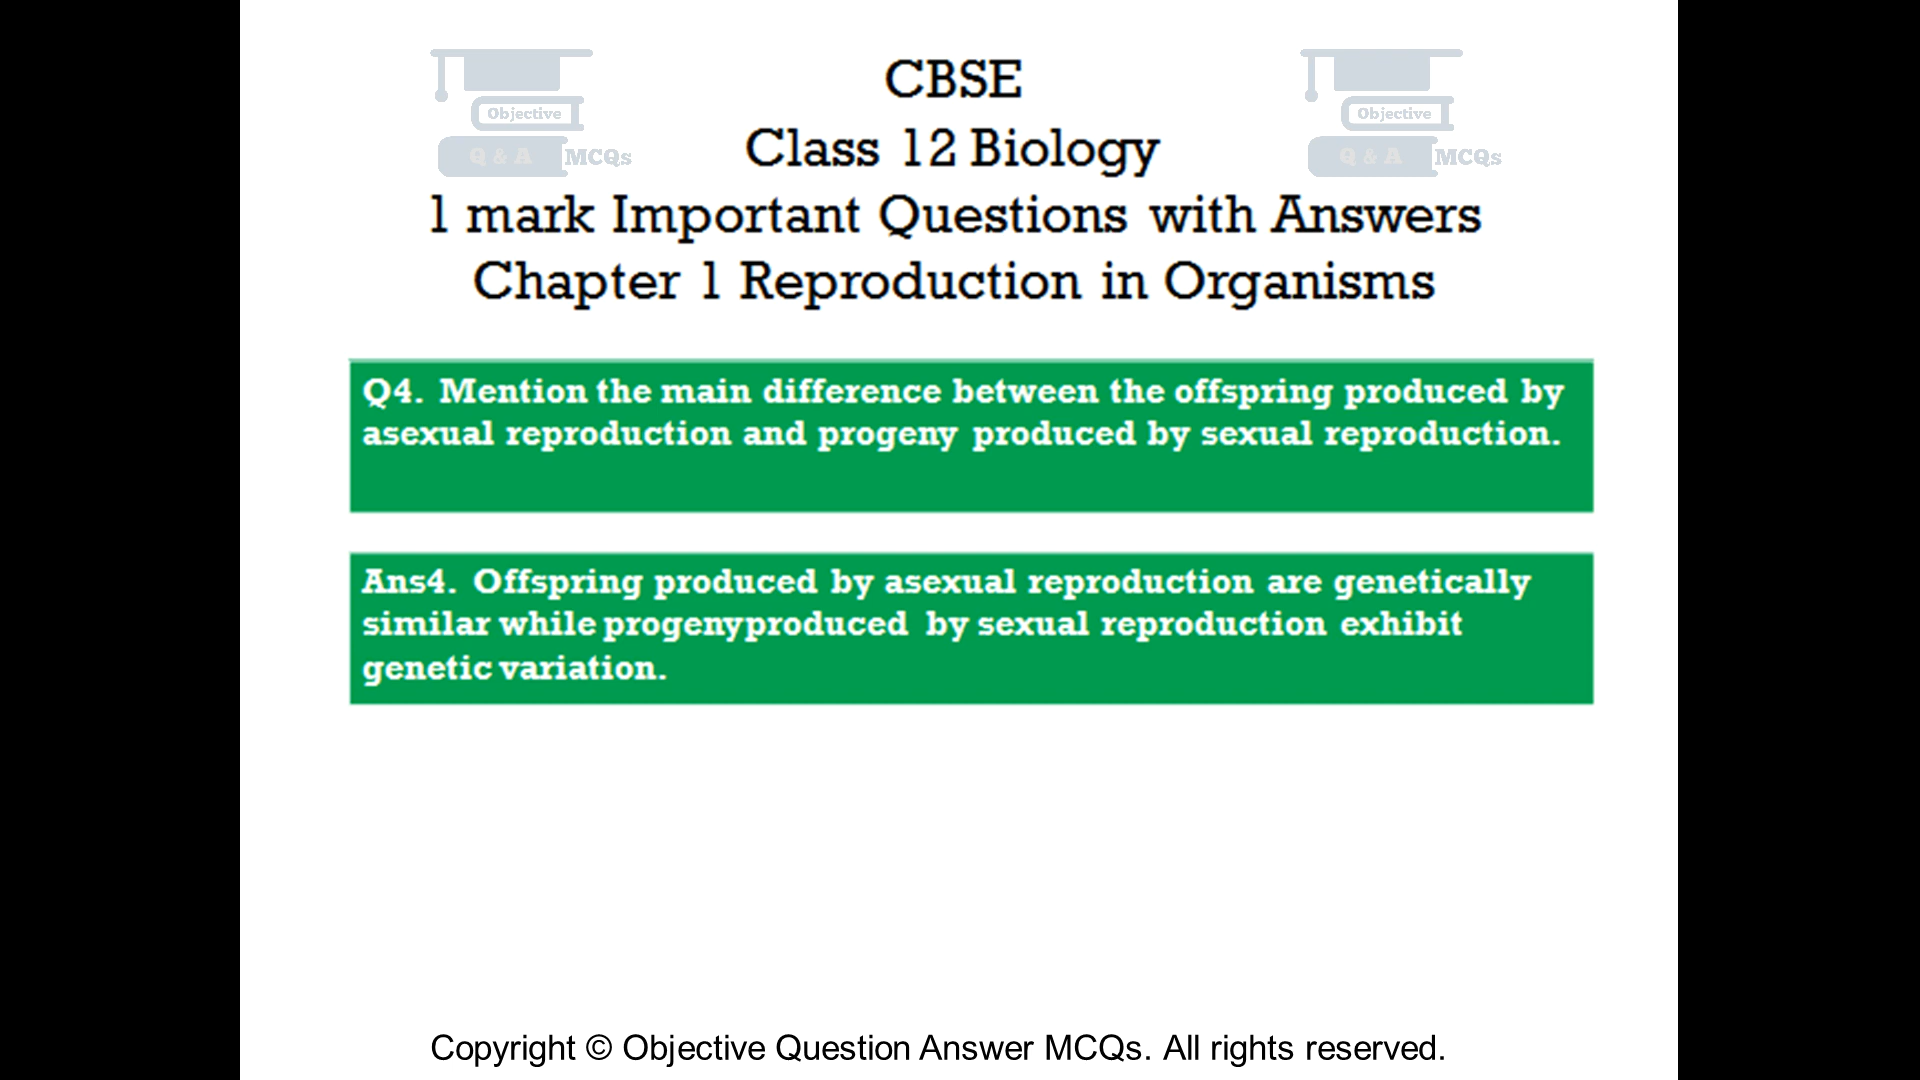 CBSE
Class 12 Biology
1 mark Important Questions with Answers
Chapter 1 Reproduction in Organisms
Objective
Q & A MCQs
Objective
Q & A MCQs
Q4. Mention the main difference between the offspring produced by
asexual reproduction and progeny produced by sexual reproduction.
Ans4. Offspring produced by asexual reproduction are genetically
similar while progenyproduced by sexual reproduction exhibit
genetic variation.
Copyright © Objective Question Answer MCQs. All rights reserved.